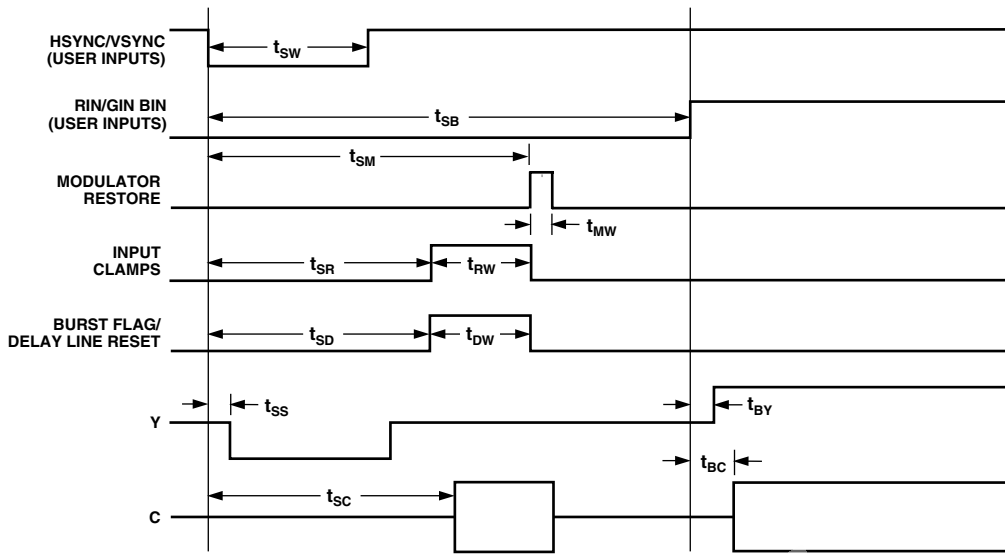 HSYNC/VSYNC
(USER INPUTS)
tSW
RIN/GIN BIN
(USER INPUTS)
tSB
tSM
MODULATOR
RESTORE
tMW
INPUT
CLAMPS
tSR
tRW
BURST FLAG/
DELAY LINE RESET
tSD
tDW
Y
tSS
tBY
tBC
C
tSC